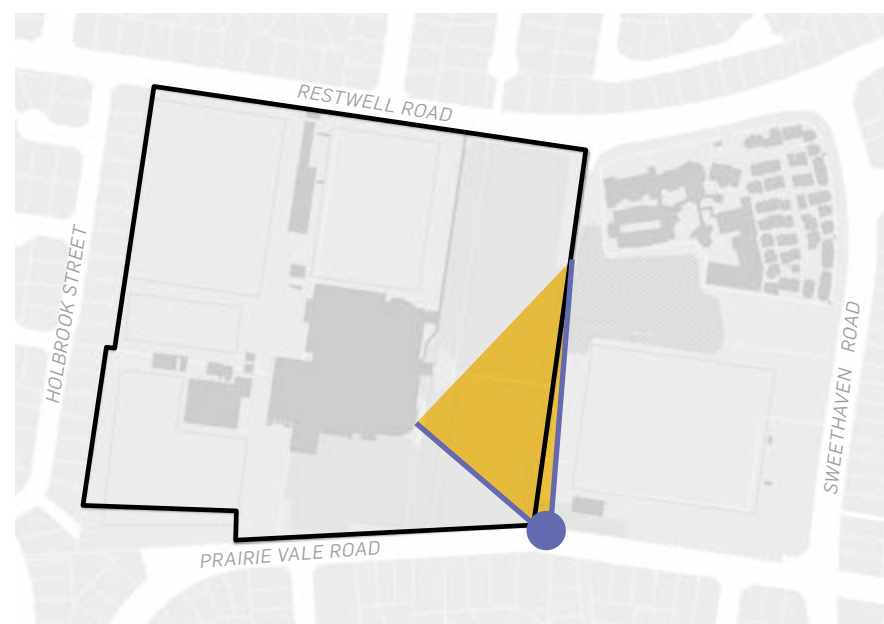 RESTWELL ROAD
HOLBROOK STREET
SWEETHAVEN ROAD
PRAIRIE VALE ROAD